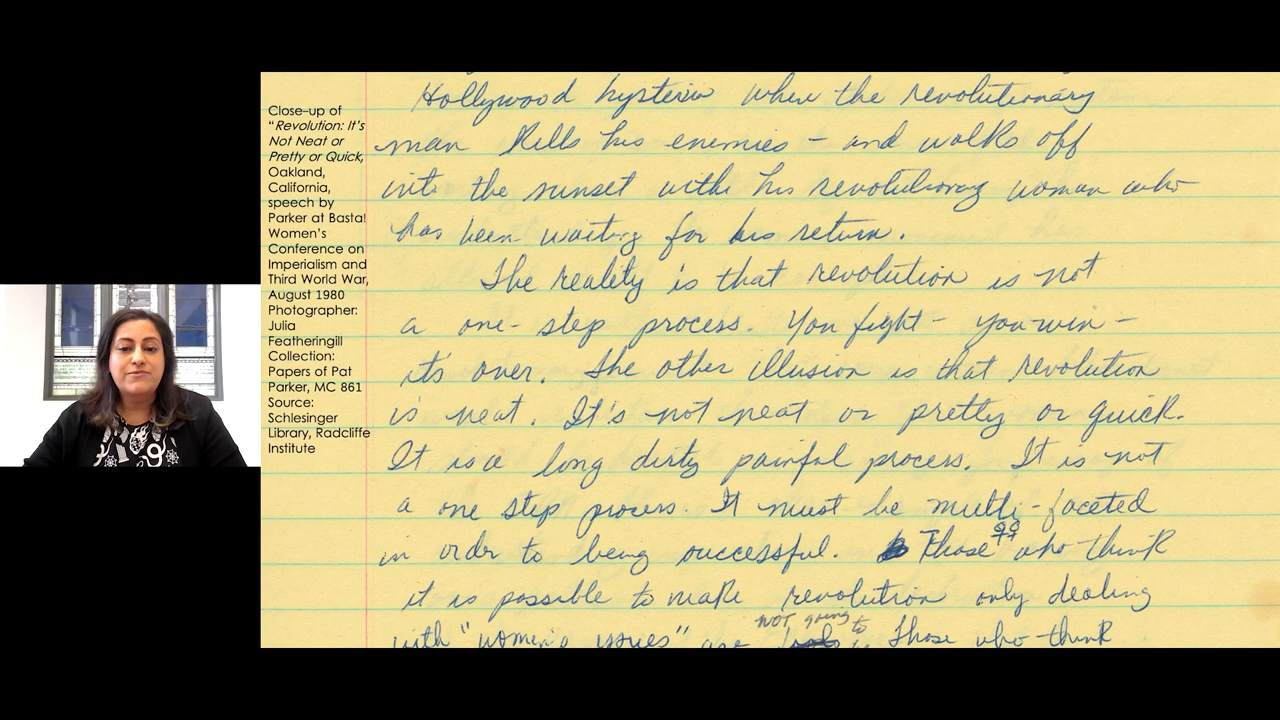 Close-up of
"Revolution: It's
Not Neat or
Pretty or Quick,
Oakland,
California,
speech by
Parker at Basta!
Women's
Conference on
Imperialism and
Third World War,
August 1980
Photographer:
Julia
Featheringill
Collection:
Papers of Pat
Parker, MC 861
Source:
Schlesinger
Library, Radcliffe
Institute
Hollywood hysteria where the revolutionary
man kills his enemies - and walks off
into the sunset with his revolutionary woman who
has been waiting for his return.
The reality is that revolution is not
a one-step process. You fight - you win -
it's over. The other illusion is that revolution
is neat. It's not neat or pretty or quick.
It is a long dirty painful process. It is not
a one step process. It must be multi-faceted
in order to being successful. Those ♀♀ who think
it is possible to make revolution only dealing
not going to
with "women's issues" are Those who think